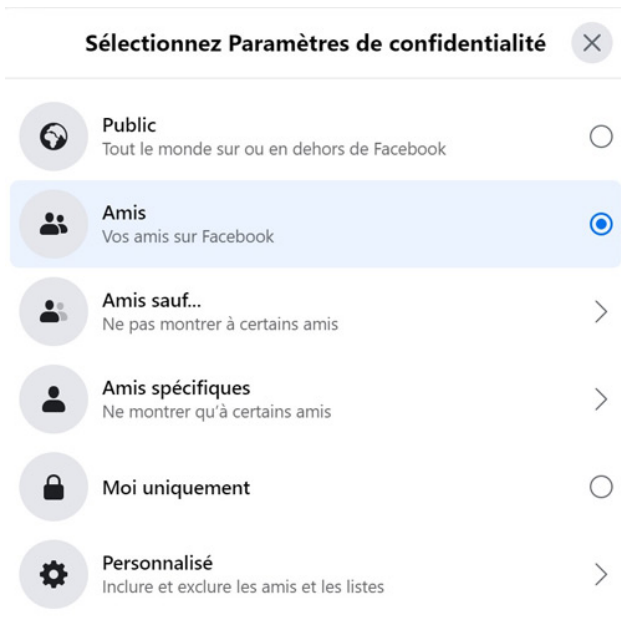 Sélectionnez Paramètres de confidentialité
Public
Tout le monde sur ou en dehors de Facebook
Amis
Vos amis sur Facebook
Amis sauf...
Ne pas montrer à certains amis
Amis spécifiques
Ne montrer qu'à certains amis
Moi uniquement
Personnalisé
Inclure et exclure les amis et les listes